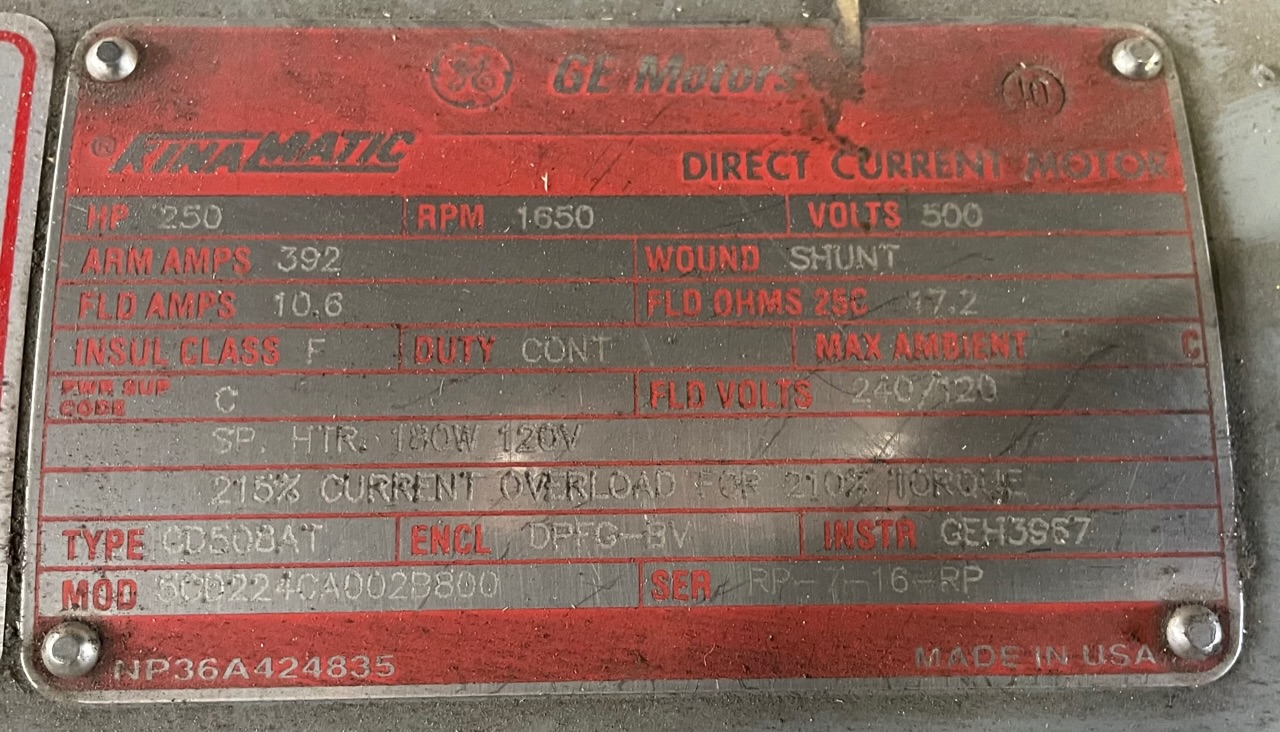 GE GE Motors 10
® KINAMATIC
DIRECT CURRENT MOTOR
HP 250 RPM 1650 VOLTS 500
ARM AMPS 392 WOUND SHUNT
FLD AMPS 10.6 FLD OHMS 25C 17.2
INSUL CLASS F DUTY CONT MAX AMBIENT C
PWR SUP CODE C FLD VOLTS 240/120
SP. HTR. 180W 120V
215% CURRENT OVERLOAD FOR 210% TORQUE
TYPE CD508AT ENCL DPFG-BV INSTR GEH3967
MOD 5CD224CA002B800 SER RP-7-16-RP
NP36A424835 MADE IN USA